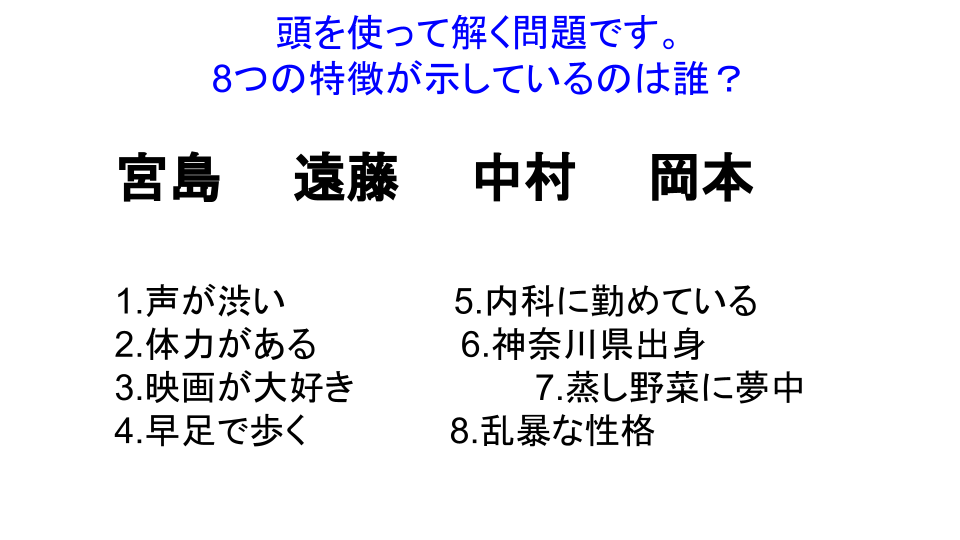 頭を使って解く問題です。
8つの特徴が示しているのは誰？
宮島 遠藤 中村 岡本
1.声が渋い
2.体力がある
3.映画が大好き
4.早足で歩く
5.内科に勤めている
6.神奈川県出身
7.蒸し野菜に夢中
8.乱暴な性格